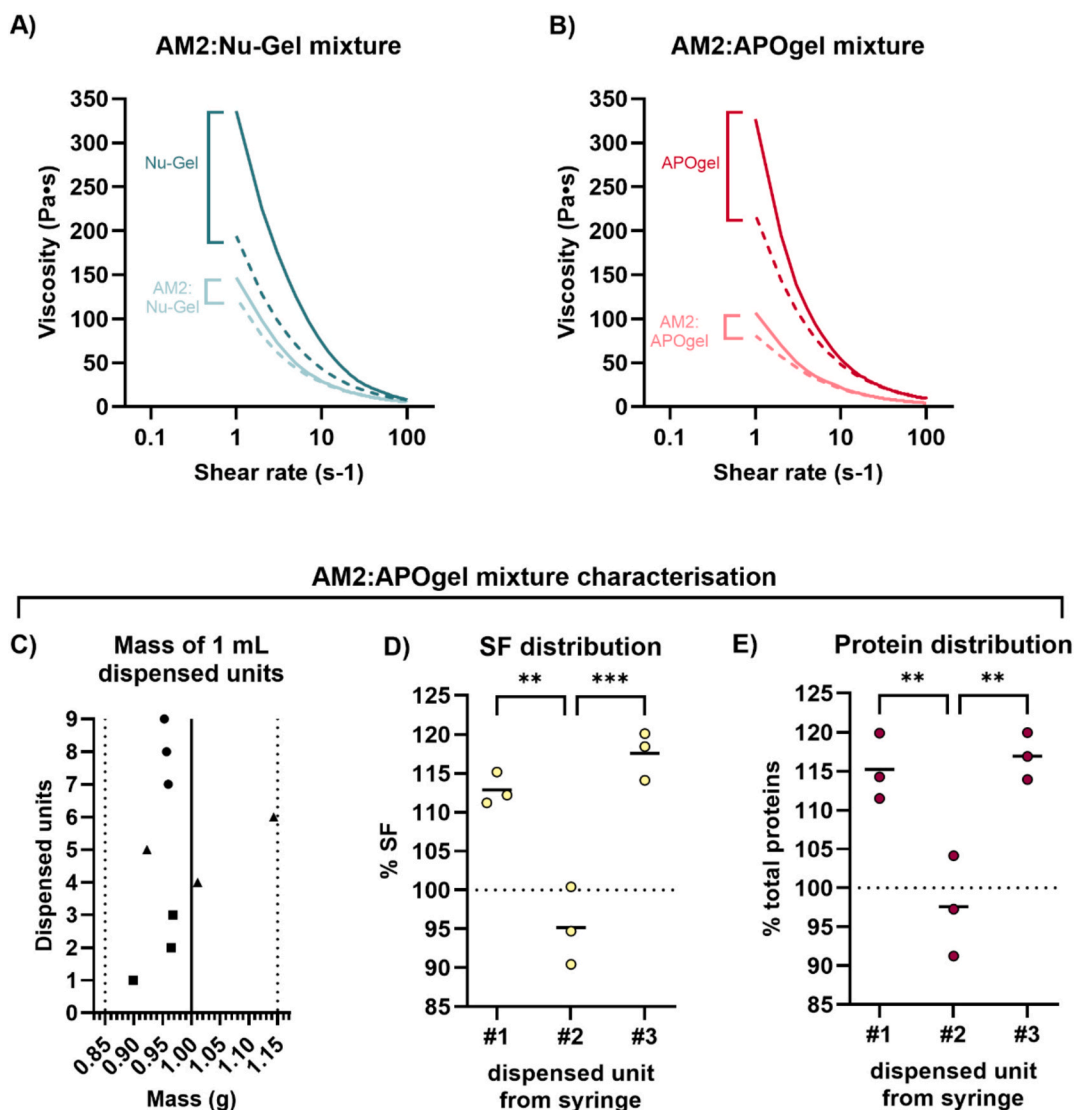 A)
AM2:Nu-Gel mixture
350
300
250
200
150
100
50
0
Viscosity (Pa•s)
Nu-Gel
AM2:
Nu-Gel
0.1
1
10
100
Shear rate (s-1)
B)
AM2:APOgel mixture
350
300
250
200
150
100
50
0
Viscosity (Pa•s)
APOgel
AM2:
APOgel
0.1
1
10
100
Shear rate (s-1)
AM2:APOgel mixture characterisation
C)
Mass of 1 mL
dispensed units
9
8
7
6
5
4
3
2
1
0
Dispensed units
0.85
0.90
0.95
1.00
1.05
1.10
1.15
Mass (g)
D)
SF distribution
**
***
125
120
115
110
105
100
95
90
85
% SF
#1
#2
#3
dispensed unit
from syringe
E)
Protein distribution
**
**
125
120
115
110
105
100
95
90
85
% total proteins
#1
#2
#3
dispensed unit
from syringe